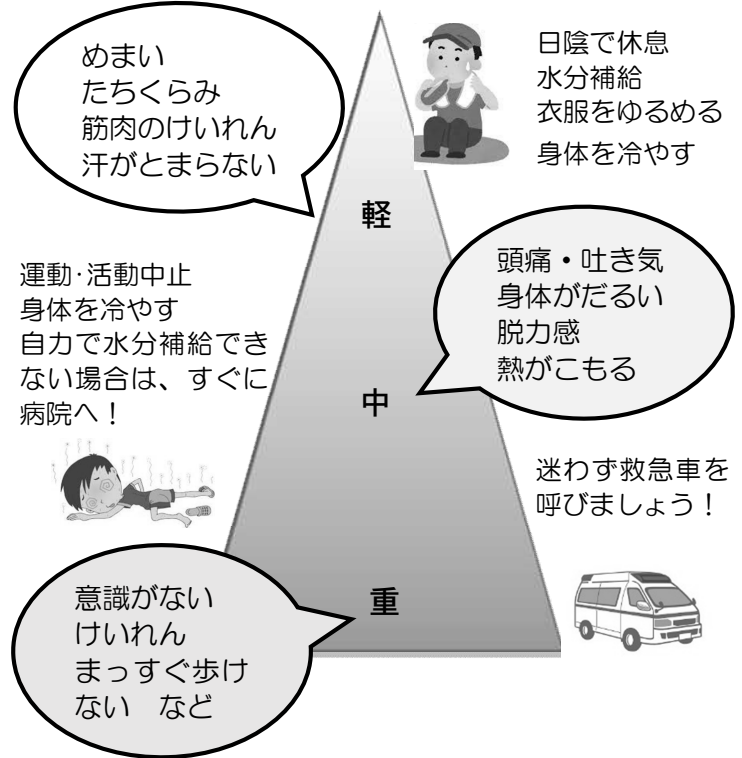 めまい
たちくらみ
筋肉のけいれん
汗がとまらない
日陰で休息
水分補給
衣服をゆるめる
身体を冷やす
軽
運動・活動中止
身体を冷やす
自力で水分補給でき
ない場合は、すぐに
病院へ！
頭痛・吐き気
身体がだるい
脱力感
熱がこもる
中
迷わず救急車を
呼びましょう！
意識がない
けいれん
まっすぐ歩け
ない　など
重